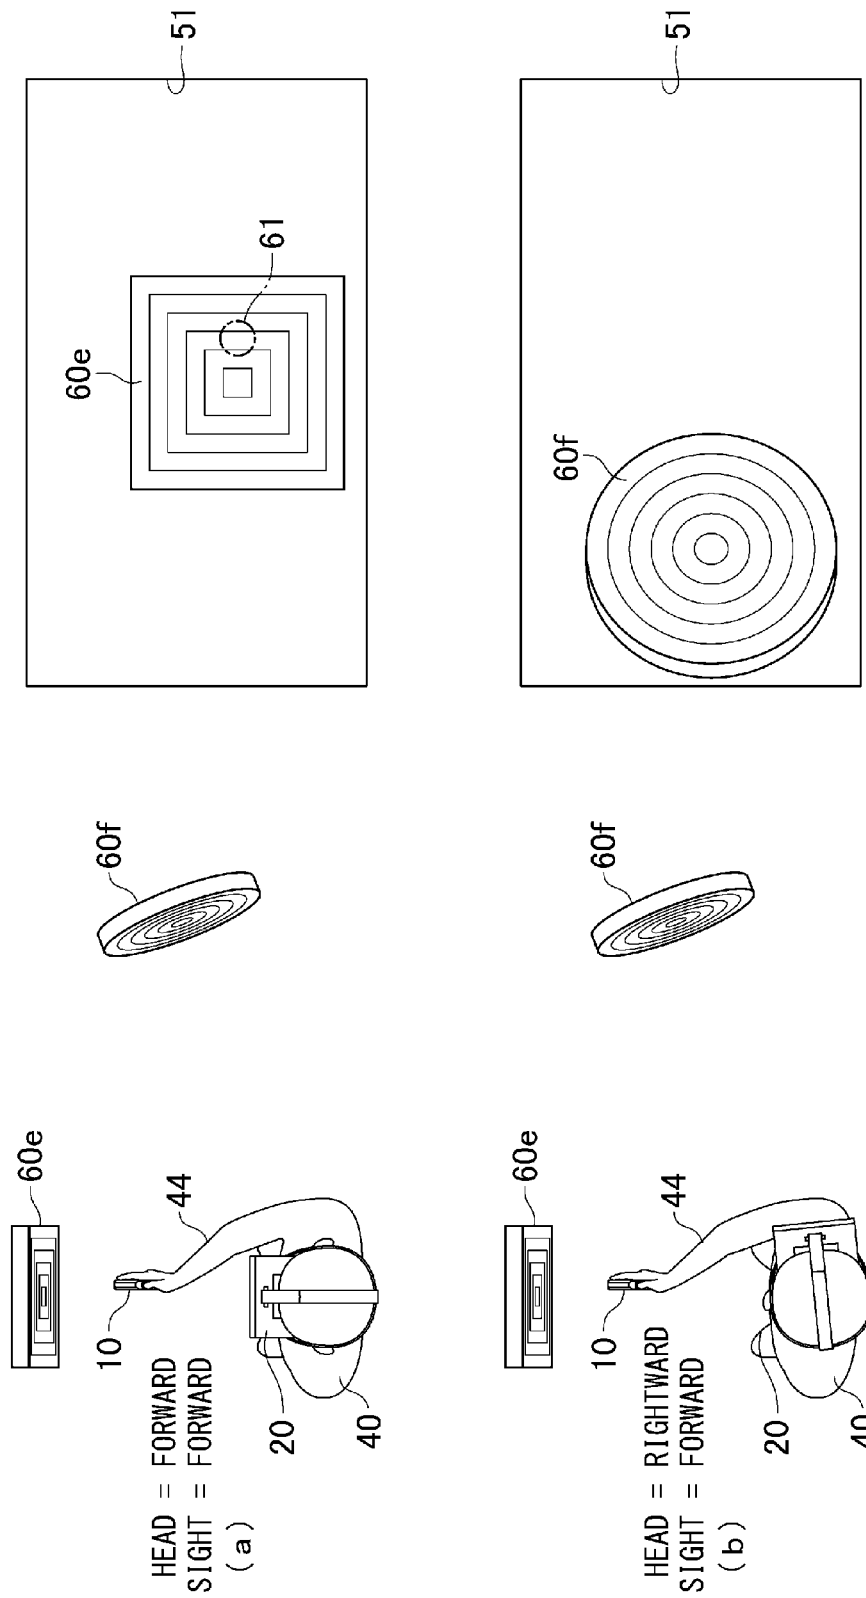 HEAD = FORWARD
SIGHT = FORWARD
(a)
60e
10
44
20
40
60f
60e
61
51
HEAD = RIGHTWARD
SIGHT = FORWARD
(b)
60e
10
44
20
40
60f
60f
51